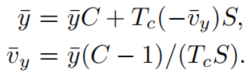 ȳ = ȳC + T_c(−v̄_y)S,
v̄_y = ȳ(C − 1)/(T_cS).